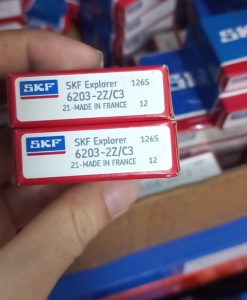 SKF
SKF Explorer 1265
6203-2Z/C3
21-MADE IN FRANCE 12
SKF
SKF Explorer 1265
6203-2Z/C3
21-MADE IN FRANCE 12